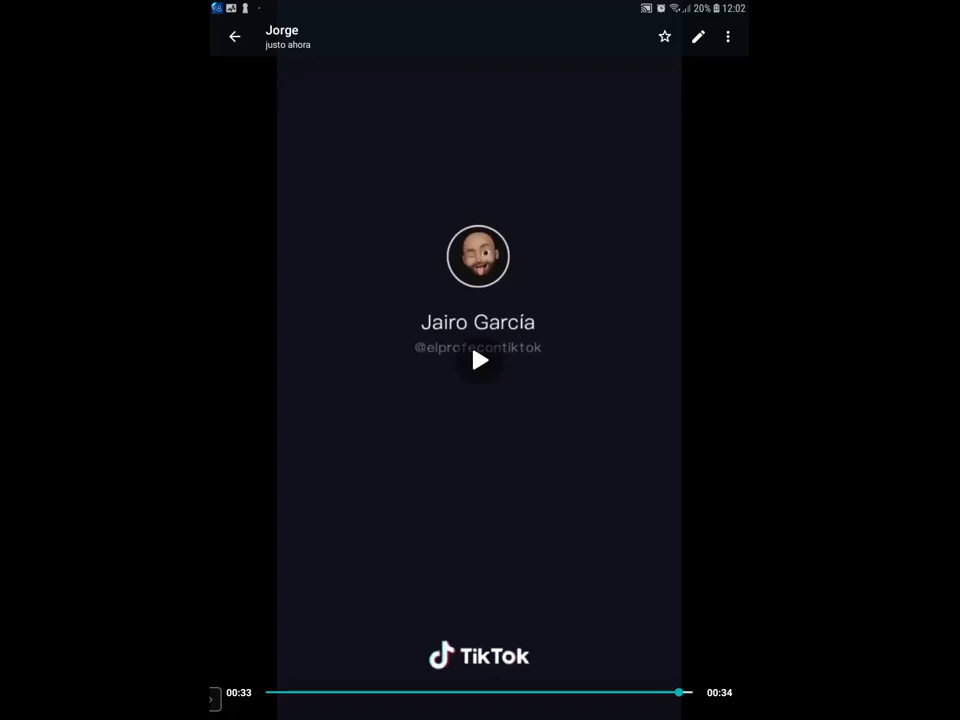 20% 12:02
Jorge
justo ahora
Jairo García
@elprofecontiktok
TikTok
00:33 00:34